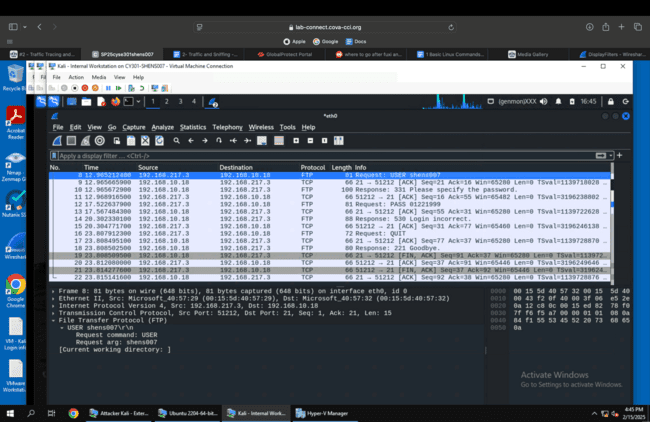 lab-connect.cova-cci.org
Apple Google Docs
#2 – Traffic Tracing and... SP25cyse301shens007 2- Traffic and Sniffing -... GlobalProtect Portal where to go after fuel an... 1 Basic Linux Command... Media Gallery DisplayFilters - Wireshar...
Kali - Internal Workstation on CY301-SHENS007 - Virtual Machine Connection
File Action Media View Help
1 2 3 4 2
(genmon)XXX 16:45
*eth0
File Edit View Go Capture Analyze Statistics Telephony Wireless Tools Help
Apply a display filter ... <Ctrl-/>
No. Time Source Destination Protocol Length Info
8 12.965212400 192.168.217.3 192.168.10.18 FTP 81 Request: USER shens007
9 12.965665900 192.168.10.18 192.168.217.3 TCP 66 21 → 51212 [ACK] Seq=21 Ack=16 Win=65280 Len=0 TSval=1139718028 ...
10 12.965672900 192.168.10.18 192.168.217.3 FTP 100 Response: 331 Please specify the password.
11 12.968916500 192.168.217.3 192.168.10.18 TCP 66 51212 → 21 [ACK] Seq=16 Ack=55 Win=65482 Len=0 TSval=3196238802 ...
12 17.522637900 192.168.217.3 192.168.10.18 FTP 81 Request: PASS 01221993
13 17.567484300 192.168.10.18 192.168.217.3 TCP 66 21 → 51212 [ACK] Seq=55 Ack=31 Win=65280 Len=0 TSval=1139722628 ...
14 20.302330100 192.168.10.18 192.168.217.3 FTP 88 Response: 530 Login incorrect.
15 20.304771700 192.168.217.3 192.168.10.18 TCP 66 51212 → 21 [ACK] Seq=31 Ack=77 Win=65460 Len=0 TSval=3196246138 ...
16 23.007912300 192.168.217.3 192.168.10.18 FTP 72 Request: QUIT
17 23.008495100 192.168.10.18 192.168.217.3 TCP 66 21 → 51212 [ACK] Seq=77 Ack=37 Win=65280 Len=0 TSval=1139728070 ...
18 23.008502500 192.168.10.18 192.168.217.3 FTP 80 Response: 221 Goodbye.
19 23.008509500 192.168.10.18 192.168.217.3 TCP 66 21 → 51212 [FIN, ACK] Seq=91 Ack=37 Win=65280 Len=0 TSval=113972...
20 23.012080000 192.168.217.3 192.168.10.18 TCP 66 51212 → 21 [ACK] Seq=37 Ack=91 Win=65446 Len=0 TSval=3196249646 ...
21 23.014277600 192.168.217.3 192.168.10.18 TCP 66 51212 → 21 [FIN, ACK] Seq=37 Ack=92 Win=65446 Len=0 TSval=319624...
22 23.015141600 192.168.10.18 192.168.217.3 TCP 66 21 → 51212 [ACK] Seq=92 Ack=38 Win=65280 Len=0 TSval=1139728076 ...
Frame 8: 81 bytes on wire (648 bits), 81 bytes captured (648 bits) on interface eth0, id 0
Ethernet II, Src: Microsoft_40:57:29 (00:15:5d:40:57:29), Dst: Microsoft_40:57:32 (00:15:5d:40:57:32)
Internet Protocol Version 4, Src: 192.168.217.3, Dst: 192.168.10.18
Transmission Control Protocol, Src Port: 51212, Dst Port: 21, Seq: 1, Ack: 21, Len: 15
File Transfer Protocol (FTP)
USER shens007\r\n
Request command: USER
Request arg: shens007
[Current working directory: ]
0000 00 15 5d 40 57 32 00 15 5d 40
0010 00 43 f2 0f 40 00 3f 06 e5 2e
0020 0a 12 c8 0c 00 15 ed 82 78 f0
0030 7f f6 f5 a7 00 00 01 01 08 0a
0040 84 f1 55 53 45 52 20 73 68 65
0050 0a
Acrobat Reader
Nmap - Zenmap G
Nutanix SS
Wireshark
Google Chrome
VM - Kali Login
VMware Workstati...
Activate Windows
Go to Settings to activate Windows.
Attacker Kali - Exter... Ubuntu 2204-64-bit... Kali - Internal Work... Hyper-V Manager
4:45 PM
2/15/2025